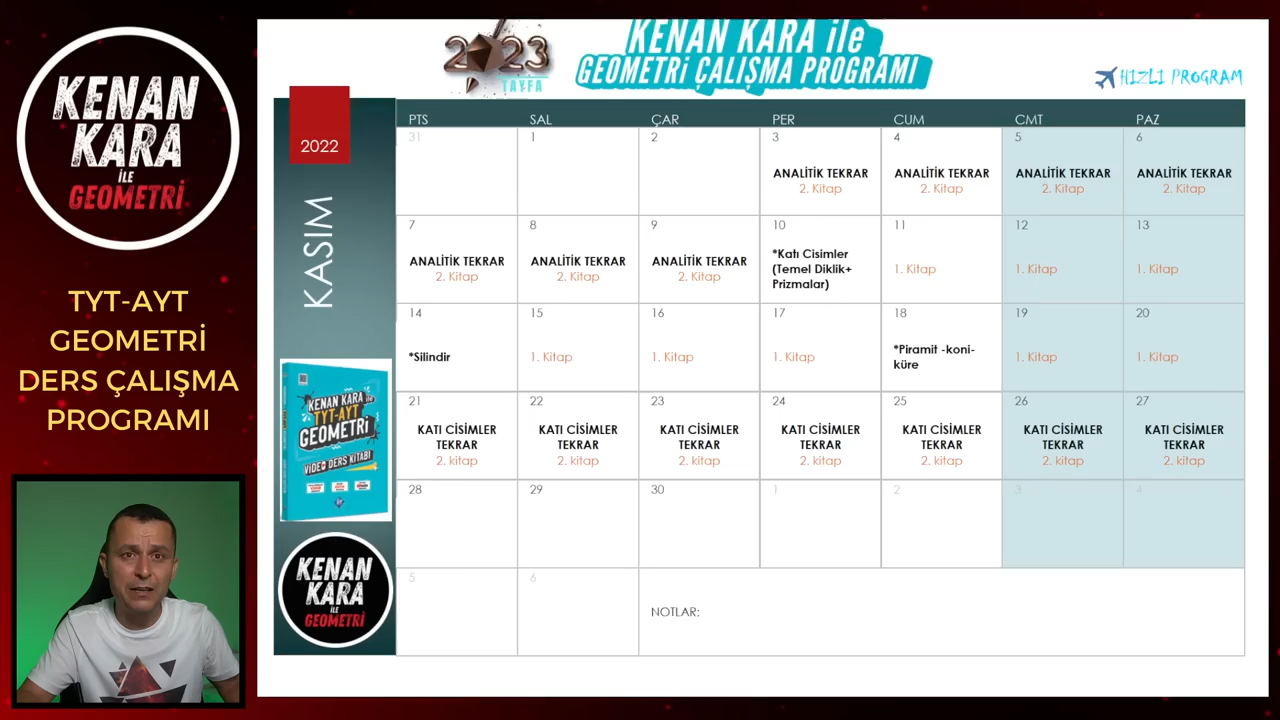 KENAN
KARA
İLE
GEOMETRİ
TYT-AYT
GEOMETRİ
DERS ÇALIŞMA
PROGRAMI
2023
TAYFA
KENAN KARA ile
GEOMETRİ ÇALIŞMA PROGRAMI
HIZLI PROGRAM
2022
KASIM
PTS SAL ÇAR PER CUM CMT PAZ
31 1 2 3 4 5 6
ANALİTİK TEKRAR ANALİTİK TEKRAR ANALİTİK TEKRAR ANALİTİK TEKRAR
2. Kitap 2. Kitap 2. Kitap 2. Kitap
7 8 9 10 11 12 13
ANALİTİK TEKRAR ANALİTİK TEKRAR ANALİTİK TEKRAR
2. Kitap 2. Kitap 2. Kitap
*Katı Cisimler
(Temel Diklik+
Prizmalar)
1. Kitap 1. Kitap 1. Kitap
14 15 16 17 18 19 20
*Silindir 1. Kitap 1. Kitap 1. Kitap
*Piramit -koni-
küre
1. Kitap 1. Kitap
21 22 23 24 25 26 27
KATI CİSİMLER KATI CİSİMLER KATI CİSİMLER KATI CİSİMLER KATI CİSİMLER KATI CİSİMLER KATI CİSİMLER
TEKRAR TEKRAR TEKRAR TEKRAR TEKRAR TEKRAR TEKRAR
2. kitap 2. kitap 2. kitap 2. kitap 2. kitap 2. kitap 2. kitap
28 29 30 1 2 3 4
5 6
NOTLAR:
KENAN KARA ile
TYT-AYT
GEOMETRİ
VİDEO DERS KİTABI
KENAN
KARA
İLE
GEOMETRİ